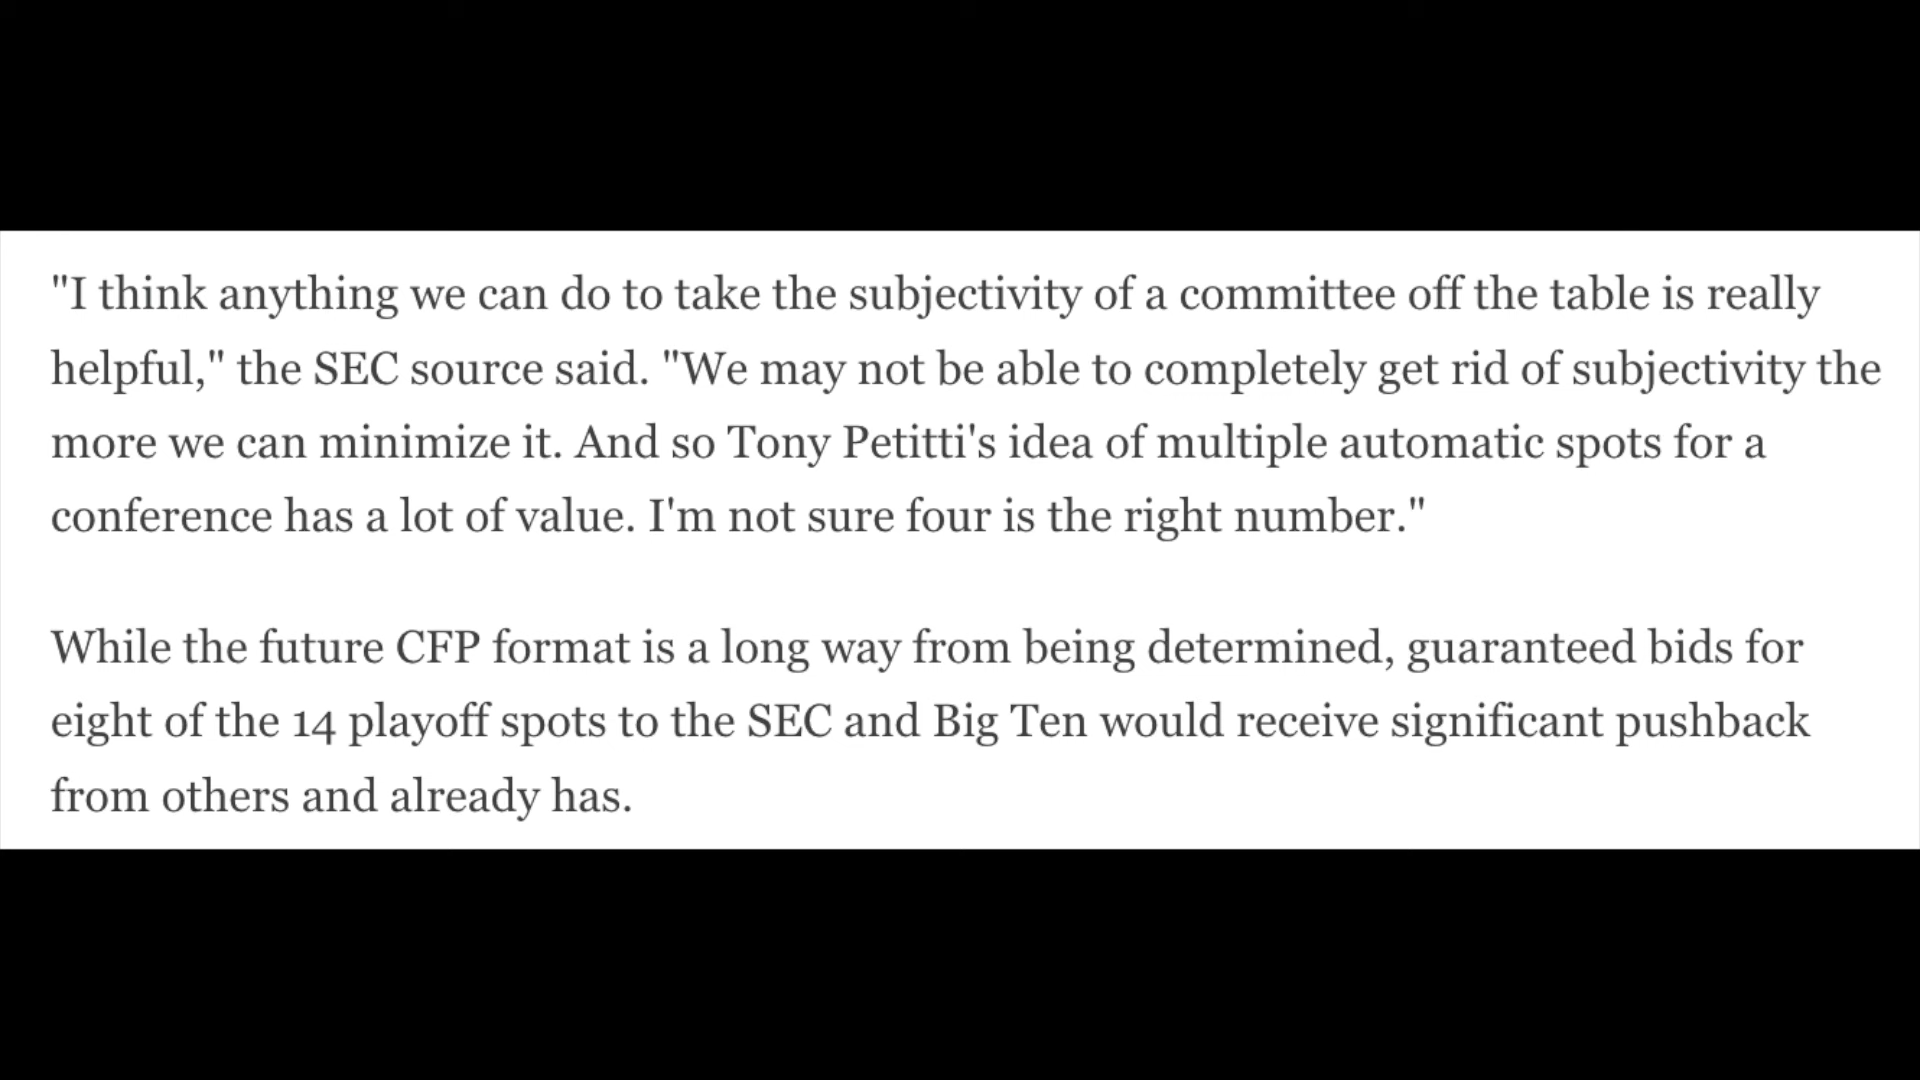 "I think anything we can do to take the subjectivity of a committee off the table is really
helpful," the SEC source said. "We may not be able to completely get rid of subjectivity the
more we can minimize it. And so Tony Petitti's idea of multiple automatic spots for a
conference has a lot of value. I'm not sure four is the right number."
While the future CFP format is a long way from being determined, guaranteed bids for
eight of the 14 playoff spots to the SEC and Big Ten would receive significant pushback
from others and already has.